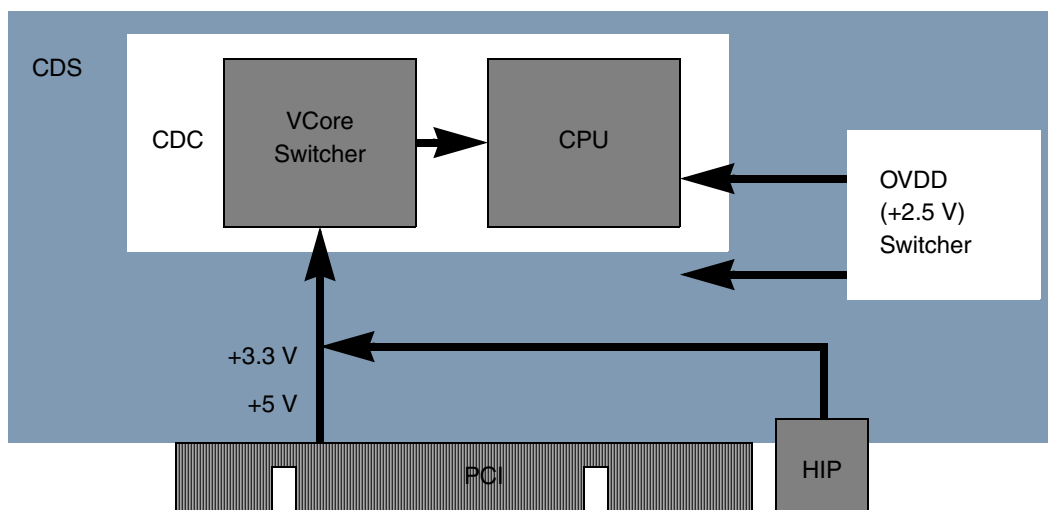 CDS
CDC
VCore
Switcher
CPU
OVDD
(+2.5 V)
Switcher
+3.3 V
+5 V
PCI
HIP